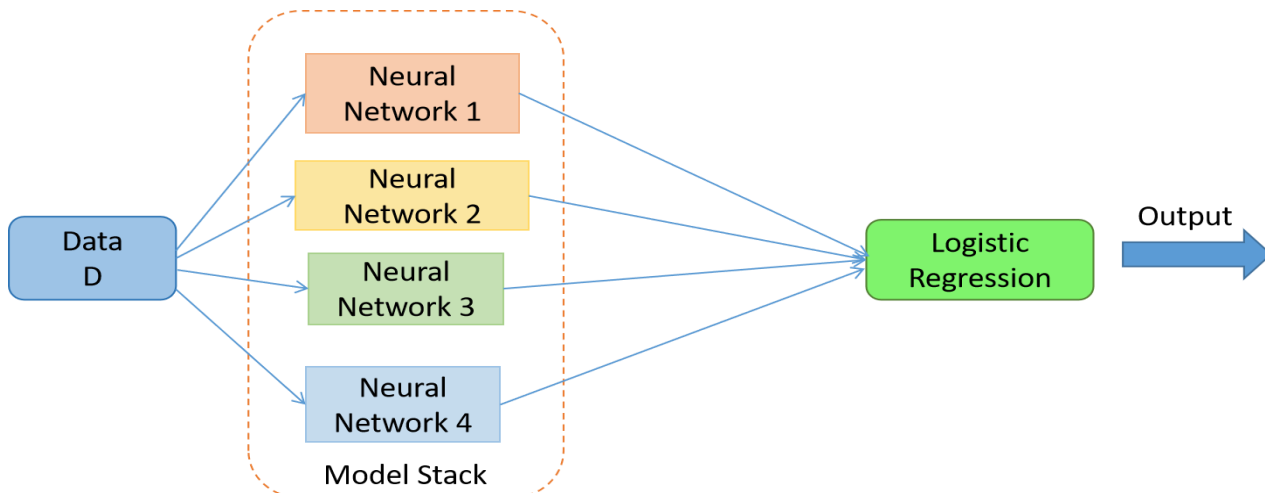 Data
D
Neural
Network 1
Neural
Network 2
Neural
Network 3
Neural
Network 4
Model Stack
Logistic
Regression
Output